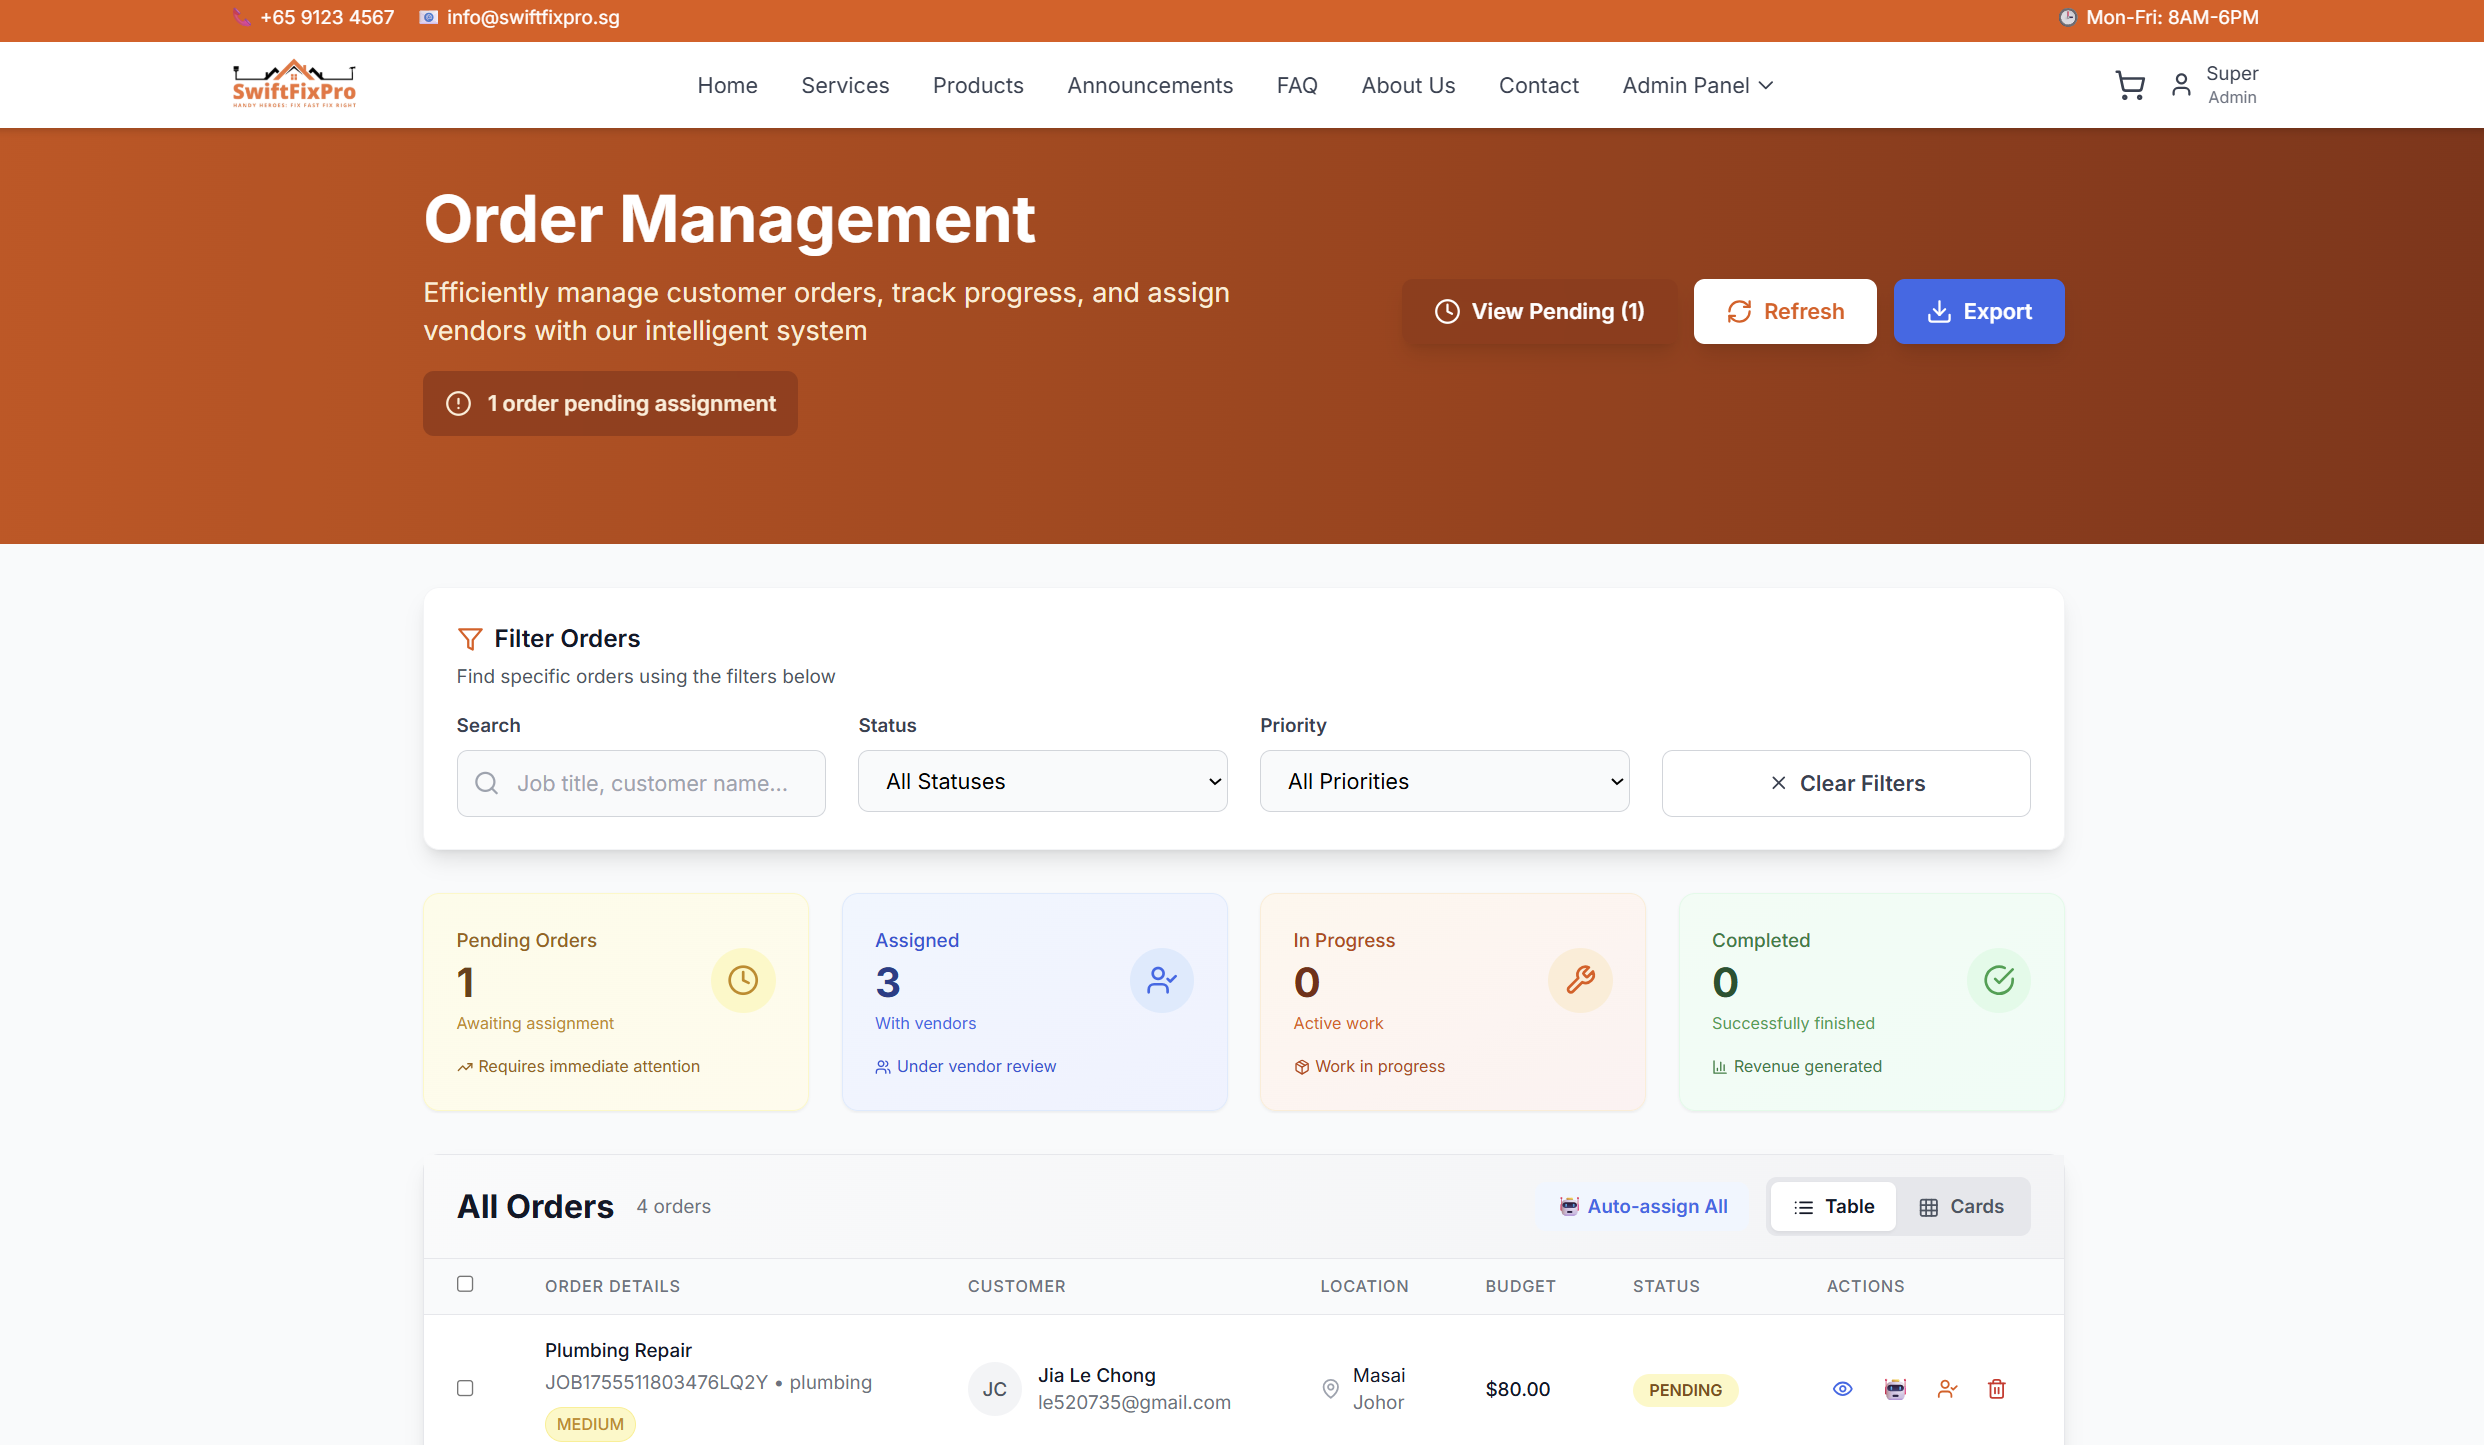 +65 9123 4567
info@swiftfixpro.sg
Mon-Fri: 8AM-6PM
SwiftFixPro
HANDY HEROES: FIX FAST FIX RIGHT
Home
Services
Products
Announcements
FAQ
About Us
Contact
Admin Panel
Super
Admin
Order Management
Efficiently manage customer orders, track progress, and assign
vendors with our intelligent system
1 order pending assignment
View Pending (1)
Refresh
Export
Filter Orders
Find specific orders using the filters below
Search
Job title, customer name...
Status
All Statuses
Priority
All Priorities
Clear Filters
Pending Orders
1
Awaiting assignment
Requires immediate attention
Assigned
3
With vendors
Under vendor review
In Progress
0
Active work
Work in progress
Completed
0
Successfully finished
Revenue generated
All Orders
4 orders
Auto-assign All
Table
Cards
ORDER DETAILS
CUSTOMER
LOCATION
BUDGET
STATUS
ACTIONS
Plumbing Repair
JOB1755511803476LQ2Y • plumbing
MEDIUM
JC
Jia Le Chong
le520735@gmail.com
Masai
Johor
$80.00
PENDING